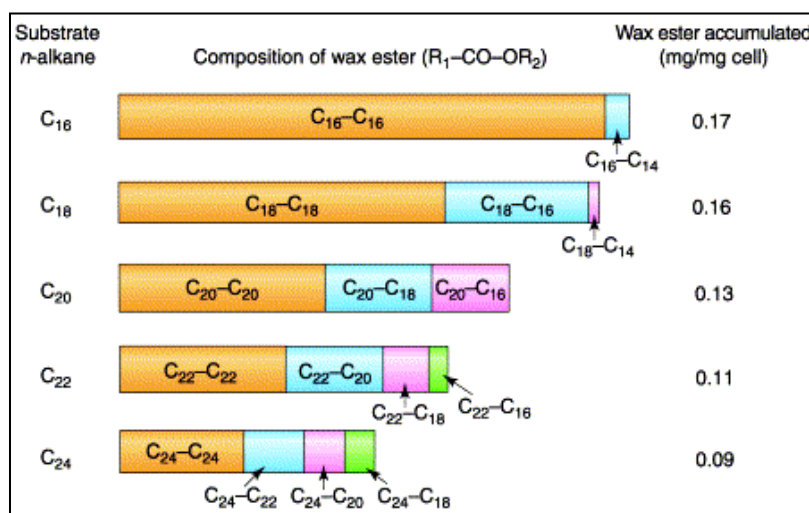 Substrate n-alkane
Composition of wax ester (R₁–CO–OR₂)
Wax ester accumulated (mg/mg cell)
C₁₆
C₁₆–C₁₆
C₁₆–C₁₄
0.17
C₁₈
C₁₈–C₁₈
C₁₈–C₁₆
C₁₈–C₁₄
0.16
C₂₀
C₂₀–C₂₀
C₂₀–C₁₈
C₂₀–C₁₆
0.13
C₂₂
C₂₂–C₂₂
C₂₂–C₂₀
C₂₂–C₁₈
C₂₂–C₁₆
0.11
C₂₄
C₂₄–C₂₄
C₂₄–C₂₂
C₂₄–C₂₀
C₂₄–C₁₈
0.09